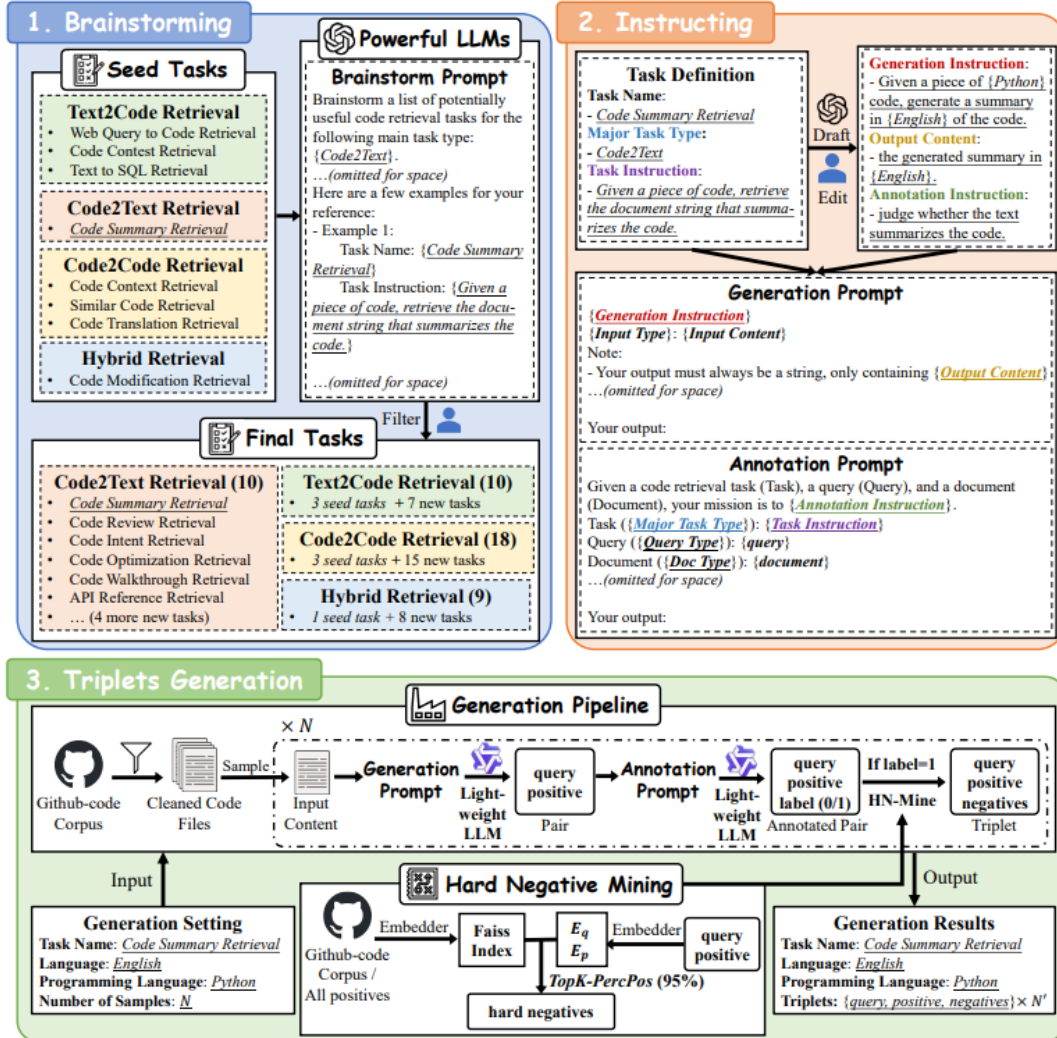 1. Brainstorming
Seed Tasks
Text2Code Retrieval
• Web Query to Code Retrieval
• Code Contest Retrieval
• Text to SQL Retrieval
Code2Text Retrieval
• Code Summary Retrieval
Code2Code Retrieval
• Code Context Retrieval
• Similar Code Retrieval
• Code Translation Retrieval
Hybrid Retrieval
• Code Modification Retrieval
Powerful LLMs
Brainstorm Prompt
Brainstorm a list of potentially
useful code retrieval tasks for the
following main task type:
{Code2Text}.
…(omitted for space)
Here are a few examples for your
reference:
- Example 1:
Task Name: {Code Summary
Retrieval}
Task Instruction: {Given a
piece of code, retrieve the docu-
ment string that summarizes the
code.}
…(omitted for space)
Filter
Final Tasks
Code2Text Retrieval (10)
• Code Summary Retrieval
• Code Review Retrieval
• Code Intent Retrieval
• Code Optimization Retrieval
• Code Walkthrough Retrieval
• API Reference Retrieval
• … (4 more new tasks)
Text2Code Retrieval (10)
• 3 seed tasks + 7 new tasks
Code2Code Retrieval (18)
• 3 seed tasks + 15 new tasks
Hybrid Retrieval (9)
• 1 seed task + 8 new tasks
2. Instructing
Task Definition
Task Name:
- Code Summary Retrieval
Major Task Type:
- Code2Text
Task Instruction:
- Given a piece of code, retrieve
the document string that summa-
rizes the code.
Draft
Edit
Generation Instruction:
- Given a piece of {Python}
code, generate a summary
in {English} of the code.
Output Content:
- the generated summary in
{English}.
Annotation Instruction:
- judge whether the text
summarizes the code.
Generation Prompt
{Generation Instruction}
{Input Type}: {Input Content}
Note:
- Your output must always be a string, only containing {Output Content}
…(omitted for space)
Your output:
Annotation Prompt
Given a code retrieval task (Task), a query (Query), and a document
(Document), your mission is to {Annotation Instruction}.
Task ({Major Task Type}): {Task Instruction}
Query ({Query Type}): {query}
Document ({Doc Type}): {document}
…(omitted for space)
Your output:
3. Triplets Generation
Generation Pipeline
× N
Github-code
Corpus
Cleaned Code
Files
Sample
Input
Content
Generation
Prompt
Light-
weight
LLM
query
positive
Pair
Annotation
Prompt
Light-
weight
LLM
query
positive
label (0/1)
Annotated Pair
If label=1
HN-Mine
query
positive
negatives
Triplet
Input
Output
Generation Setting
Task Name: Code Summary Retrieval
Language: English
Programming Language: Python
Number of Samples: N
Hard Negative Mining
Github-code
Corpus /
All positives
Embedder
Faiss
Index
E_q
E_p
Embedder
query
positive
TopK-PercPos (95%)
hard negatives
Generation Results
Task Name: Code Summary Retrieval
Language: English
Programming Language: Python
Triplets: {query, positive, negatives}× N′